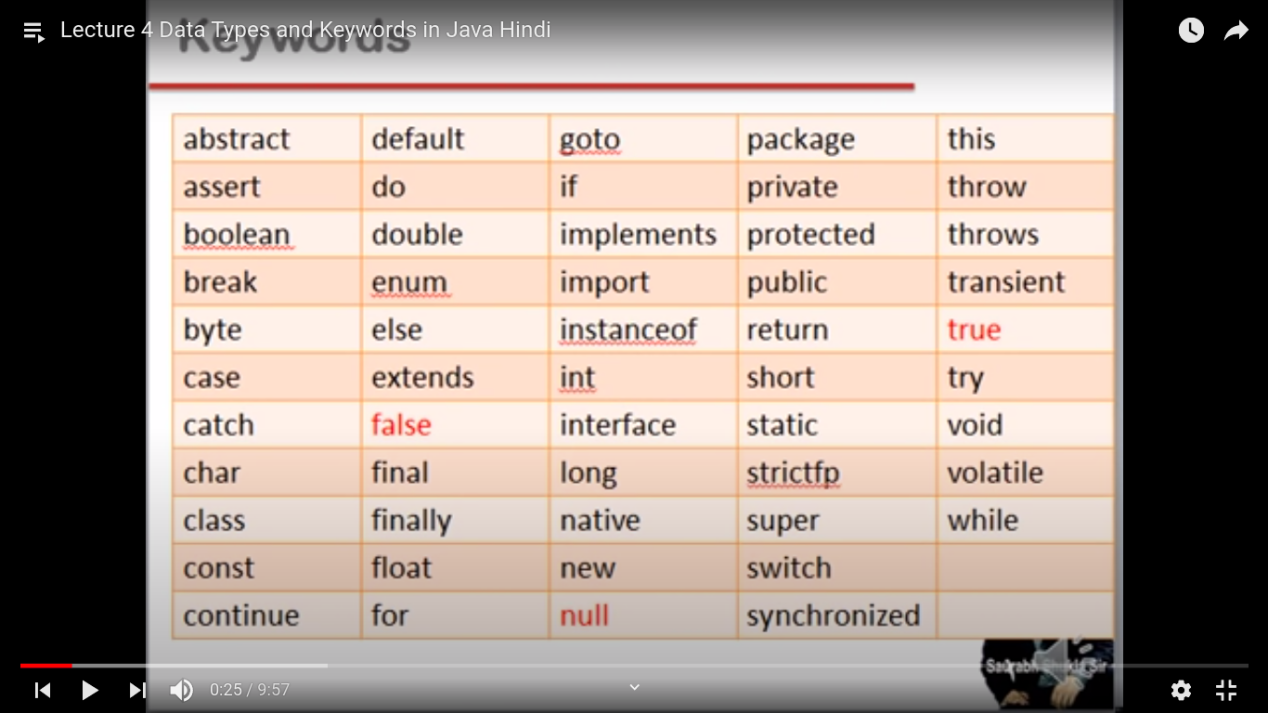 Lecture 4 Data Types and Keywords in Java Hindi
Keywords
abstract default goto package this
assert do if private throw
boolean double implements protected throws
break enum import public transient
byte else instanceof return true
case extends int short try
catch false interface static void
char final long strictfp volatile
class finally native super while
const float new switch
continue for null synchronized
Saurabh Shukla Sir
0:25 / 9:57